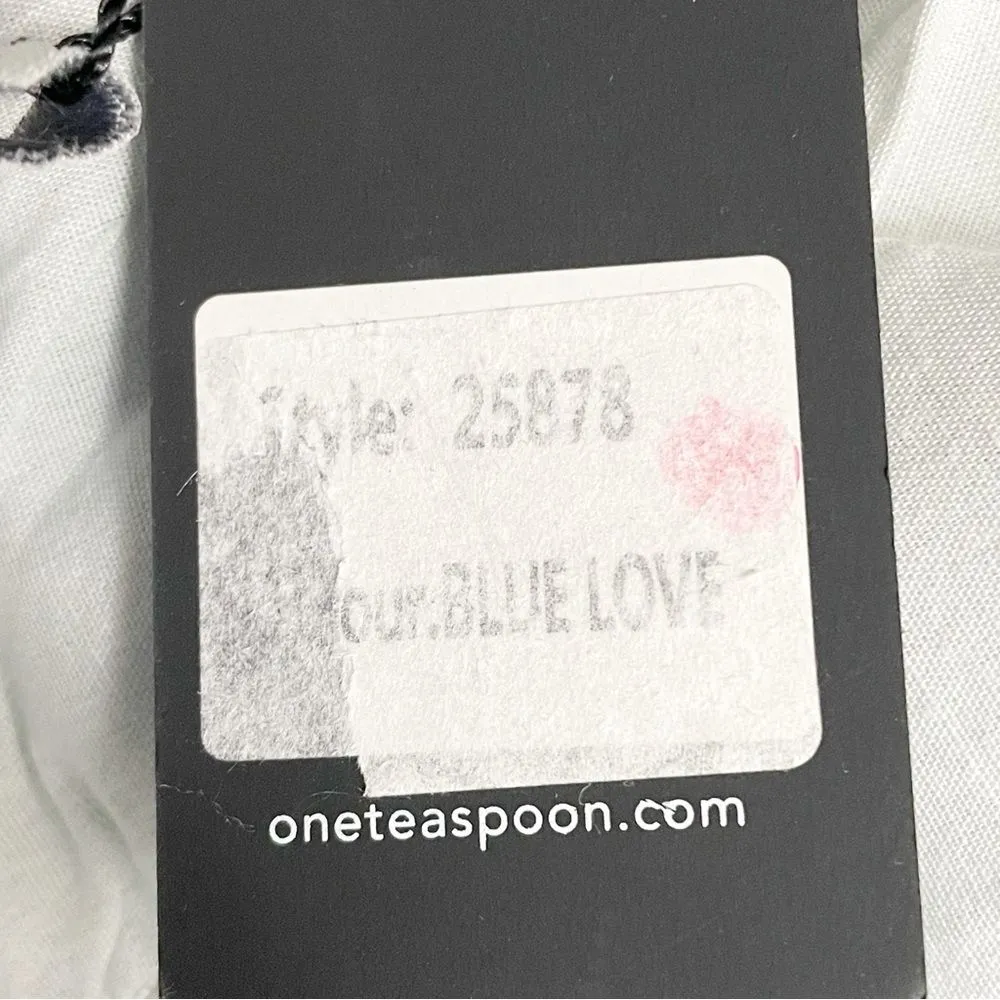 Style: 25878
our:BLUE LOVE
oneteaspoon.com